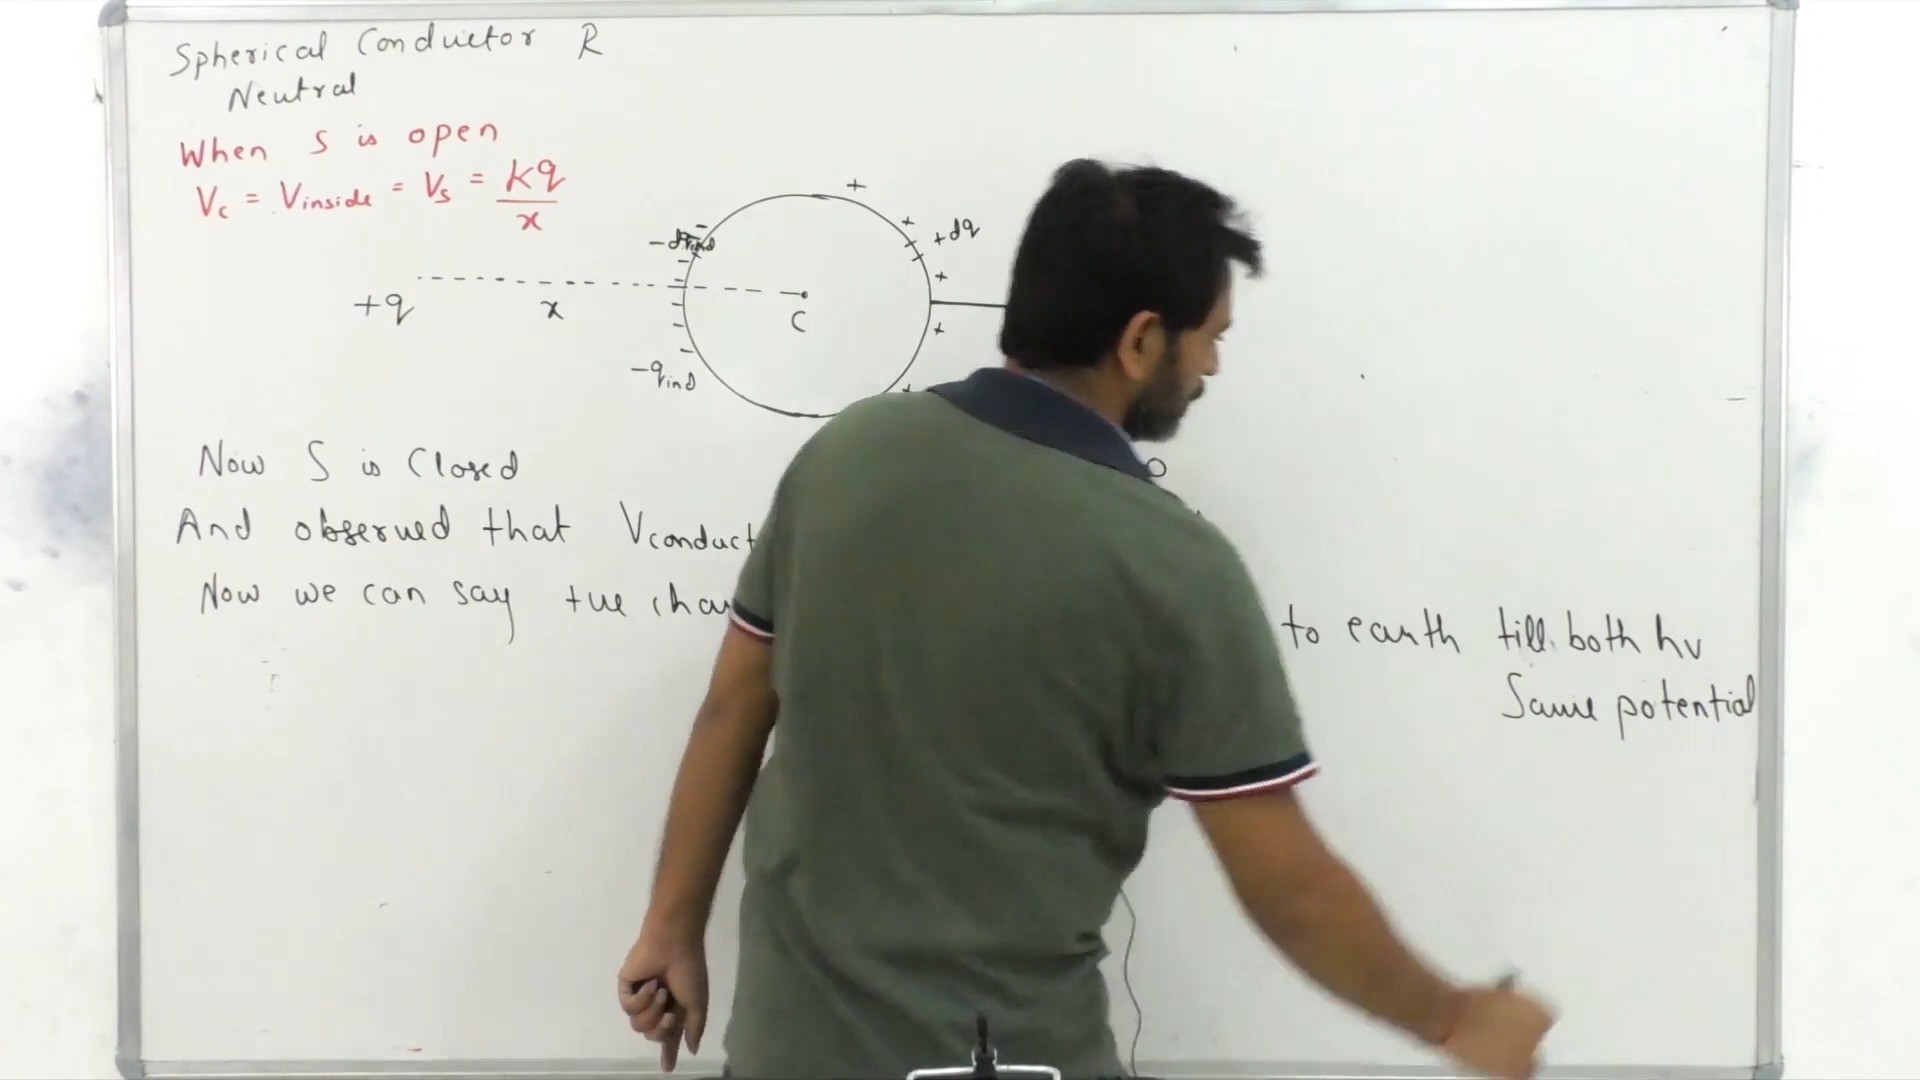 Spherical Conductor R
Neutral
When S is open
Vc = Vinside = Vs = kq/x
+ + + + + +
+dq
- - - - - -
+q
x
C
-qind
Now S is Closed
And observed that Vconduct
Now we can say +ve
to earth till both hv
Same potential